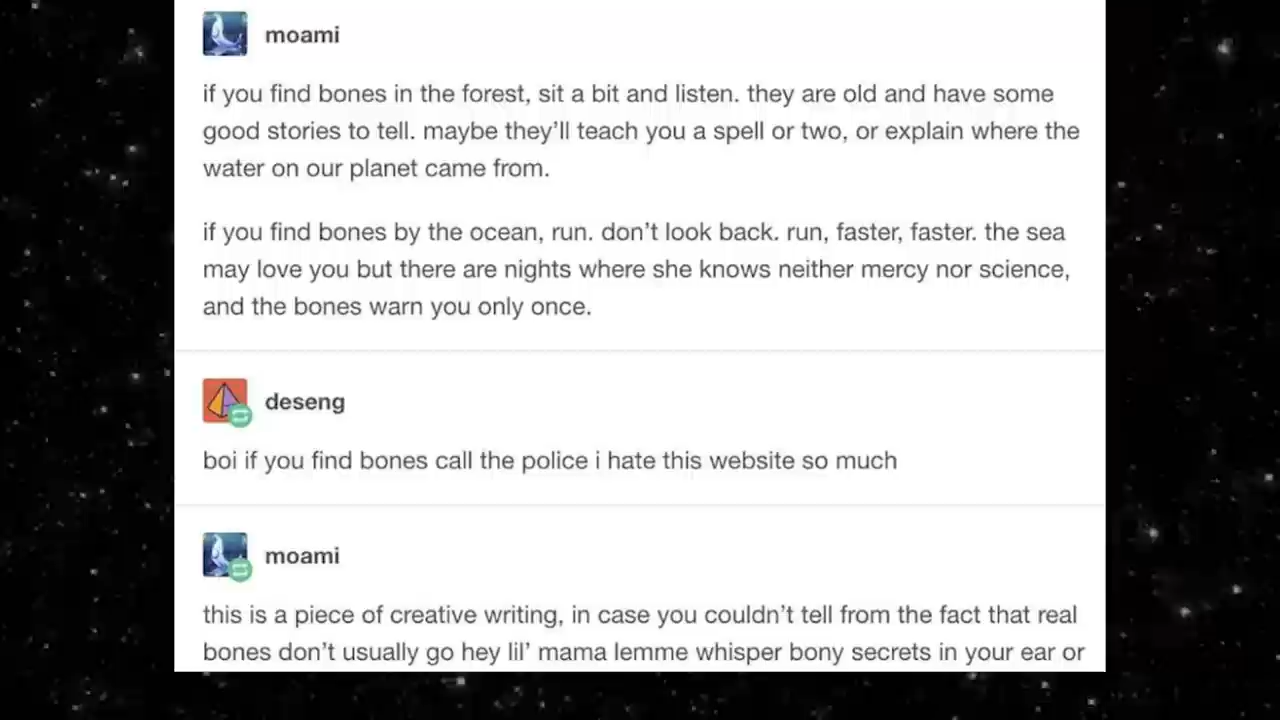 moami
if you find bones in the forest, sit a bit and listen. they are old and have some
good stories to tell. maybe they’ll teach you a spell or two, or explain where the
water on our planet came from.
if you find bones by the ocean, run. don’t look back. run, faster, faster. the sea
may love you but there are nights where she knows neither mercy nor science,
and the bones warn you only once.
deseng
boi if you find bones call the police i hate this website so much
moami
this is a piece of creative writing, in case you couldn’t tell from the fact that real
bones don’t usually go hey lil’ mama lemme whisper bony secrets in your ear or